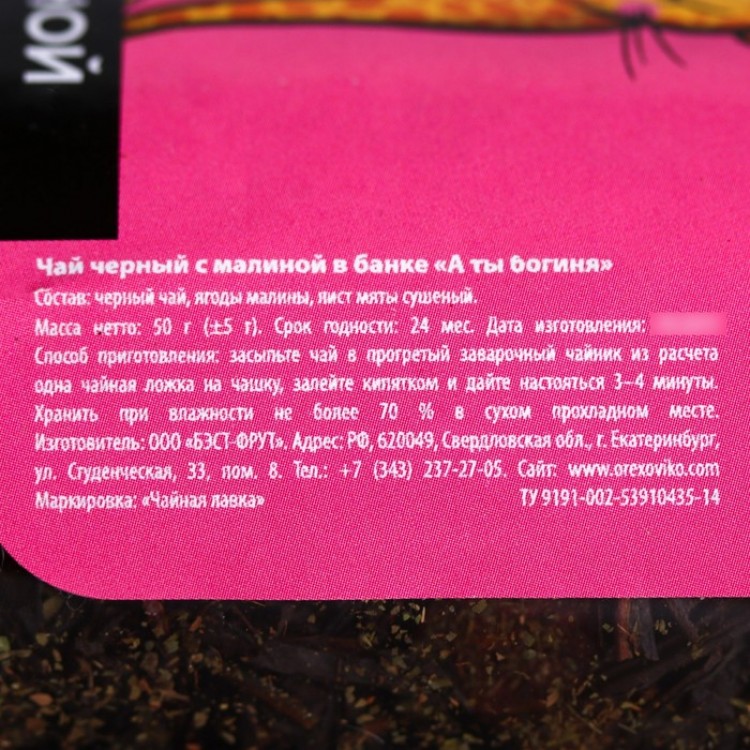 НОЙ
Чай черный с малиной в банке «А ты богиня»
Состав: черный чай, ягоды малины, лист мяты сушеный.
Масса нетто: 50 г (±5 г). Срок годности: 24 мес. Дата изготовления:
Способ приготовления: засыпьте чай в прогретый заварочный чайник из расчета
одна чайная ложка на чашку, залейте кипятком и дайте настояться 3–4 минуты.
Хранить при влажности не более 70 % в сухом прохладном месте.
Изготовитель: ООО «БЭСТ-ФРУТ». Адрес: РФ, 620049, Свердловская обл., г. Екатеринбург,
ул. Студенческая, 33, пом. 8. Тел.: +7 (343) 237-27-05. Сайт: www.orexoviko.com
Маркировка: «Чайная лавка» ТУ 9191-002-53910435-14